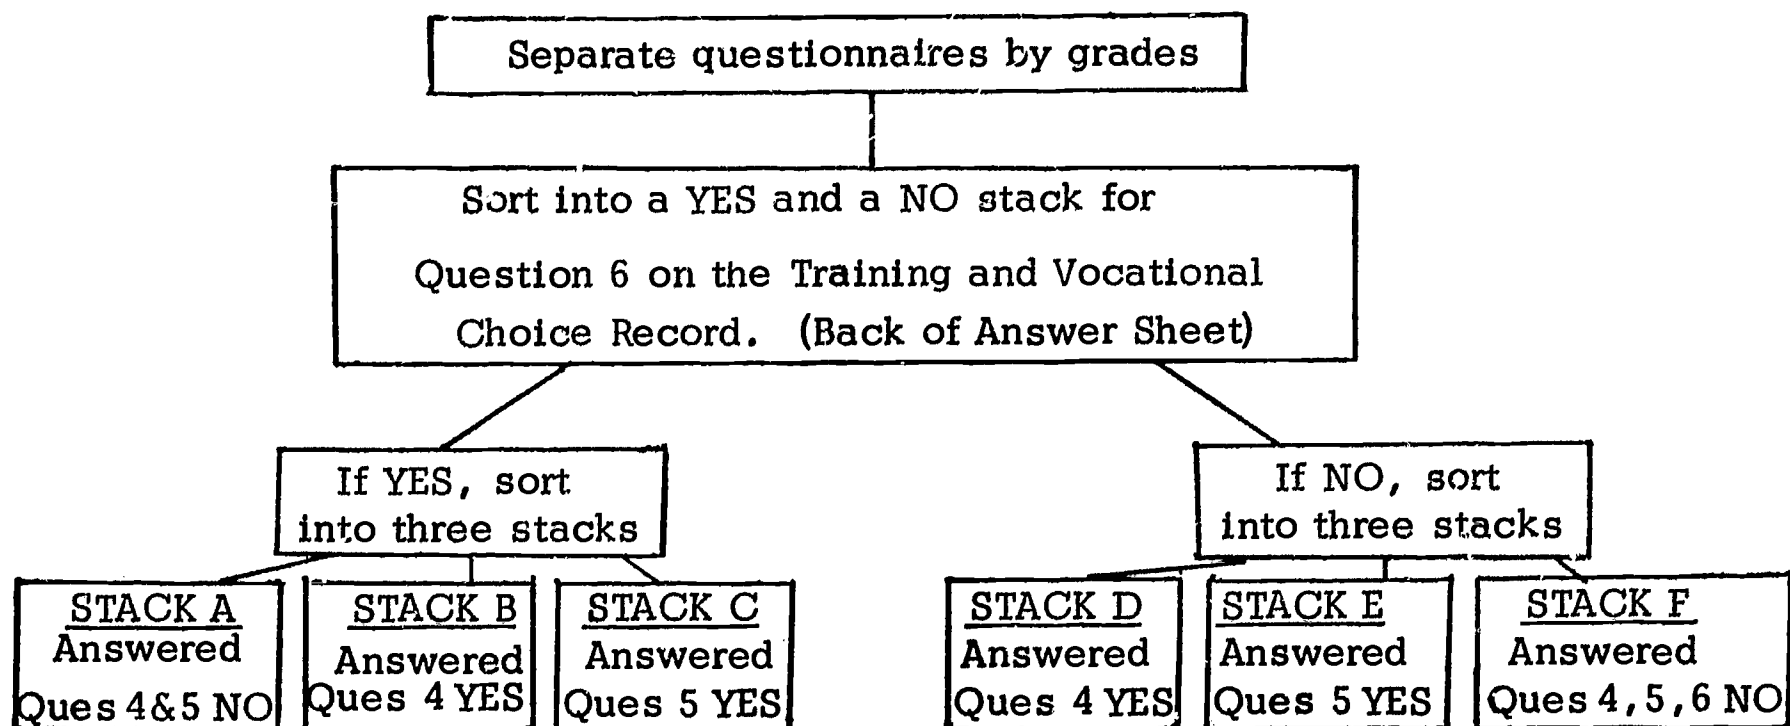 Separate questionnaires by grades
Sort into a YES and a NO stack for
Question 6 on the Training and Vocational
Choice Record. (Back of Answer Sheet)
If YES, sort
into three stacks
If NO, sort
into three stacks
STACK A
Answered
Ques 4&5 NO
STACK B
Answered
Ques 4 YES
STACK C
Answered
Ques 5 YES
STACK D
Answered
Ques 4 YES
STACK E
Answered
Ques 5 YES
STACK F
Answered
Ques 4,5,6 NO